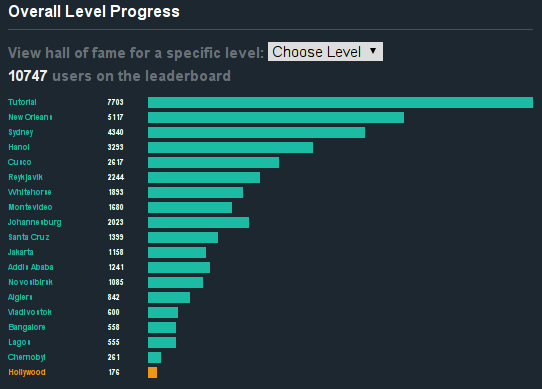 Overall Level Progress
View hall of fame for a specific level: Choose Level
10747 users on the leaderboard
Tutorial 7703
New Orleans 5117
Sydney 4340
Hanoi 3293
Cusco 2617
Reykjavik 2244
Whitehorse 1893
Montevideo 1680
Johannesburg 2023
Santa Cruz 1399
Jakarta 1158
Addis Ababa 1241
Novosibirsk 1085
Algiers 842
Vladivostok 600
Bangalore 558
Lagos 555
Chernobyl 261
Hollywood 176